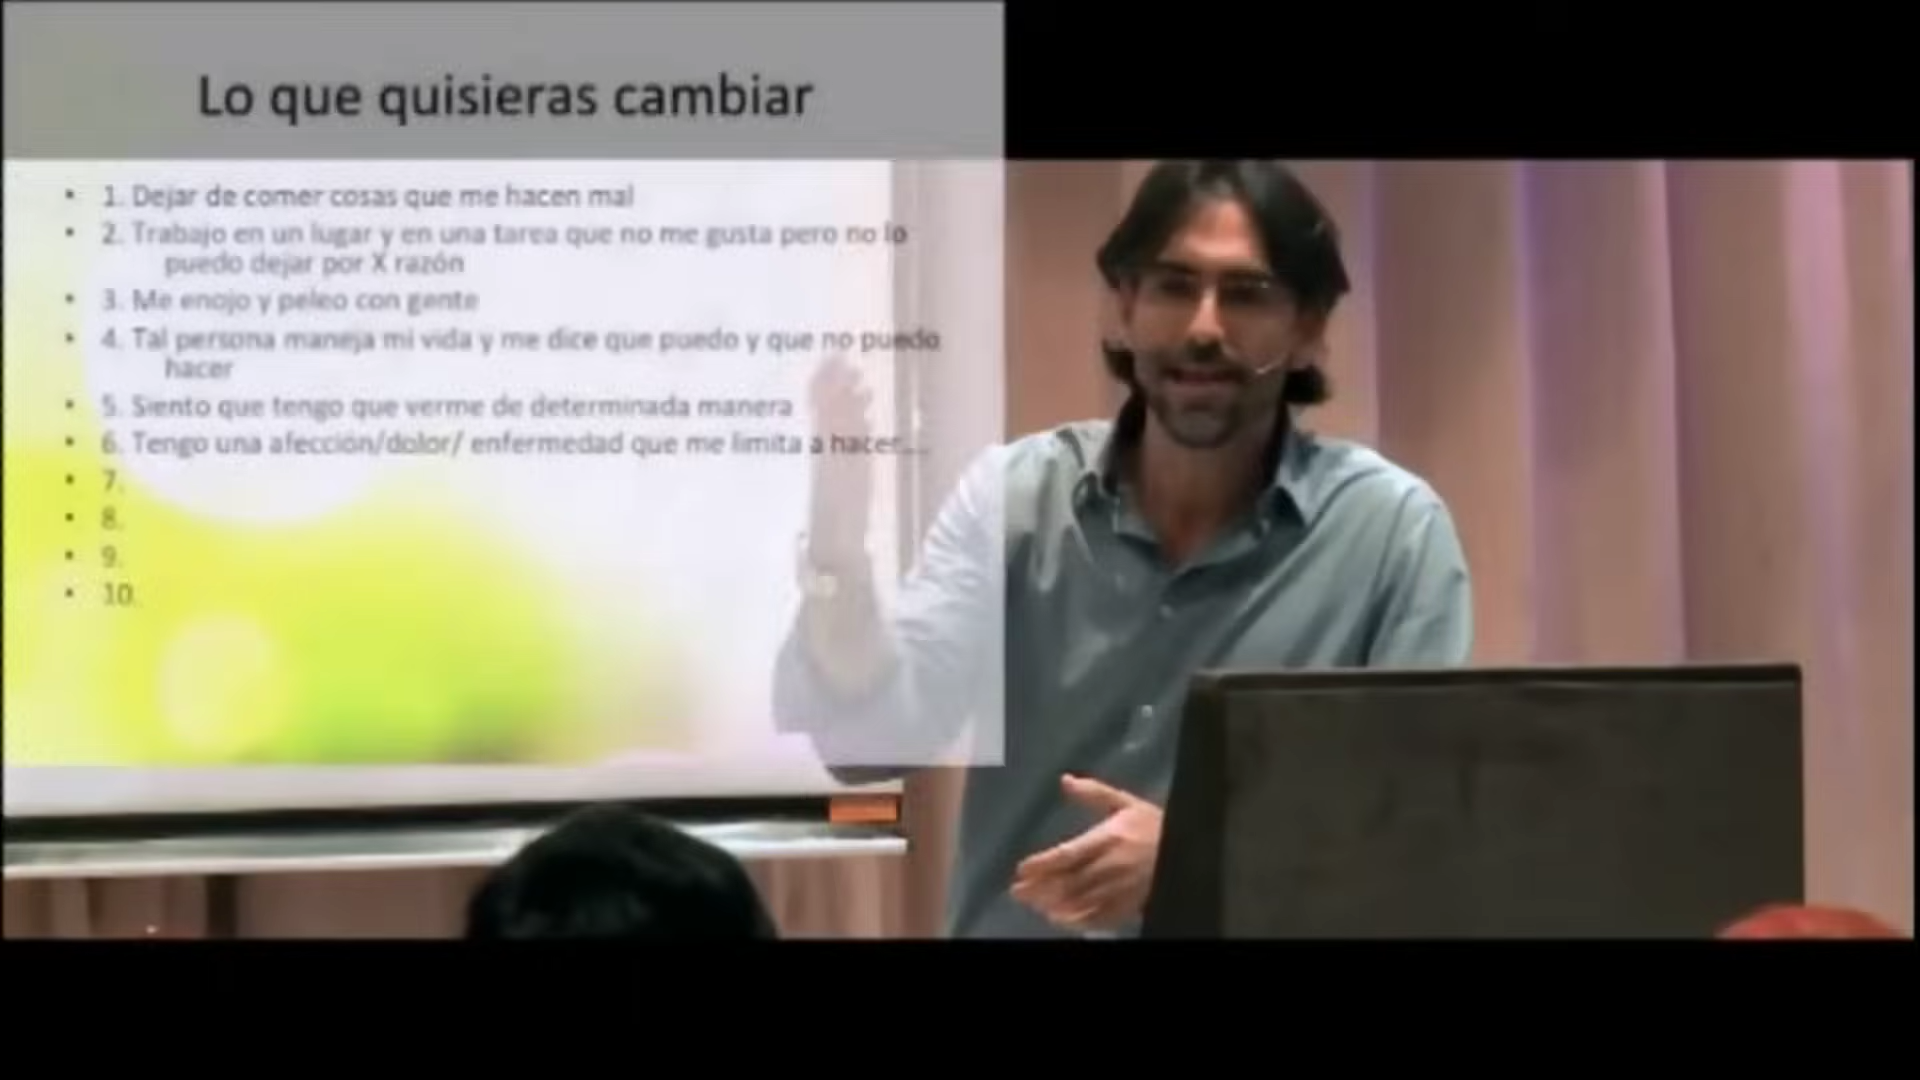 Lo que quisieras cambiar
• 1. Dejar de comer cosas que me hacen mal
• 2. Trabajo en un lugar y en una tarea que no me gusta pero no lo
puedo dejar por X razón
• 3. Me enojo y peleo con gente
• 4. Tal persona maneja mi vida y me dice que puedo y que no puedo
hacer
• 5. Siento que tengo que verme de determinada manera
• 6. Tengo una afección/dolor/ enfermedad que me limita a hacer...
• 7.
• 8.
• 9.
• 10.